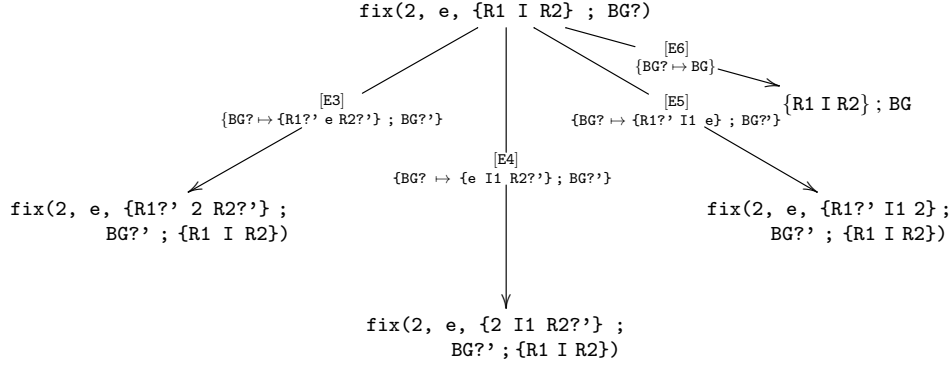 fix(2, e, {R1 I R2} ; BG?)
[E6]
{BG? ↦ BG}
{R1 I R2} ; BG
[E3]
{BG? ↦ {R1?' e R2?'} ; BG?'}
[E5]
{BG? ↦ {R1?' I1 e} ; BG?'}
[E4]
{BG? ↦ {e I1 R2?'} ; BG?'}
fix(2, e, {R1?' 2 R2?'} ;
BG?' ; {R1 I R2})
fix(2, e, {R1?' I1 2} ;
BG?' ; {R1 I R2})
fix(2, e, {2 I1 R2?'} ;
BG?' ; {R1 I R2})